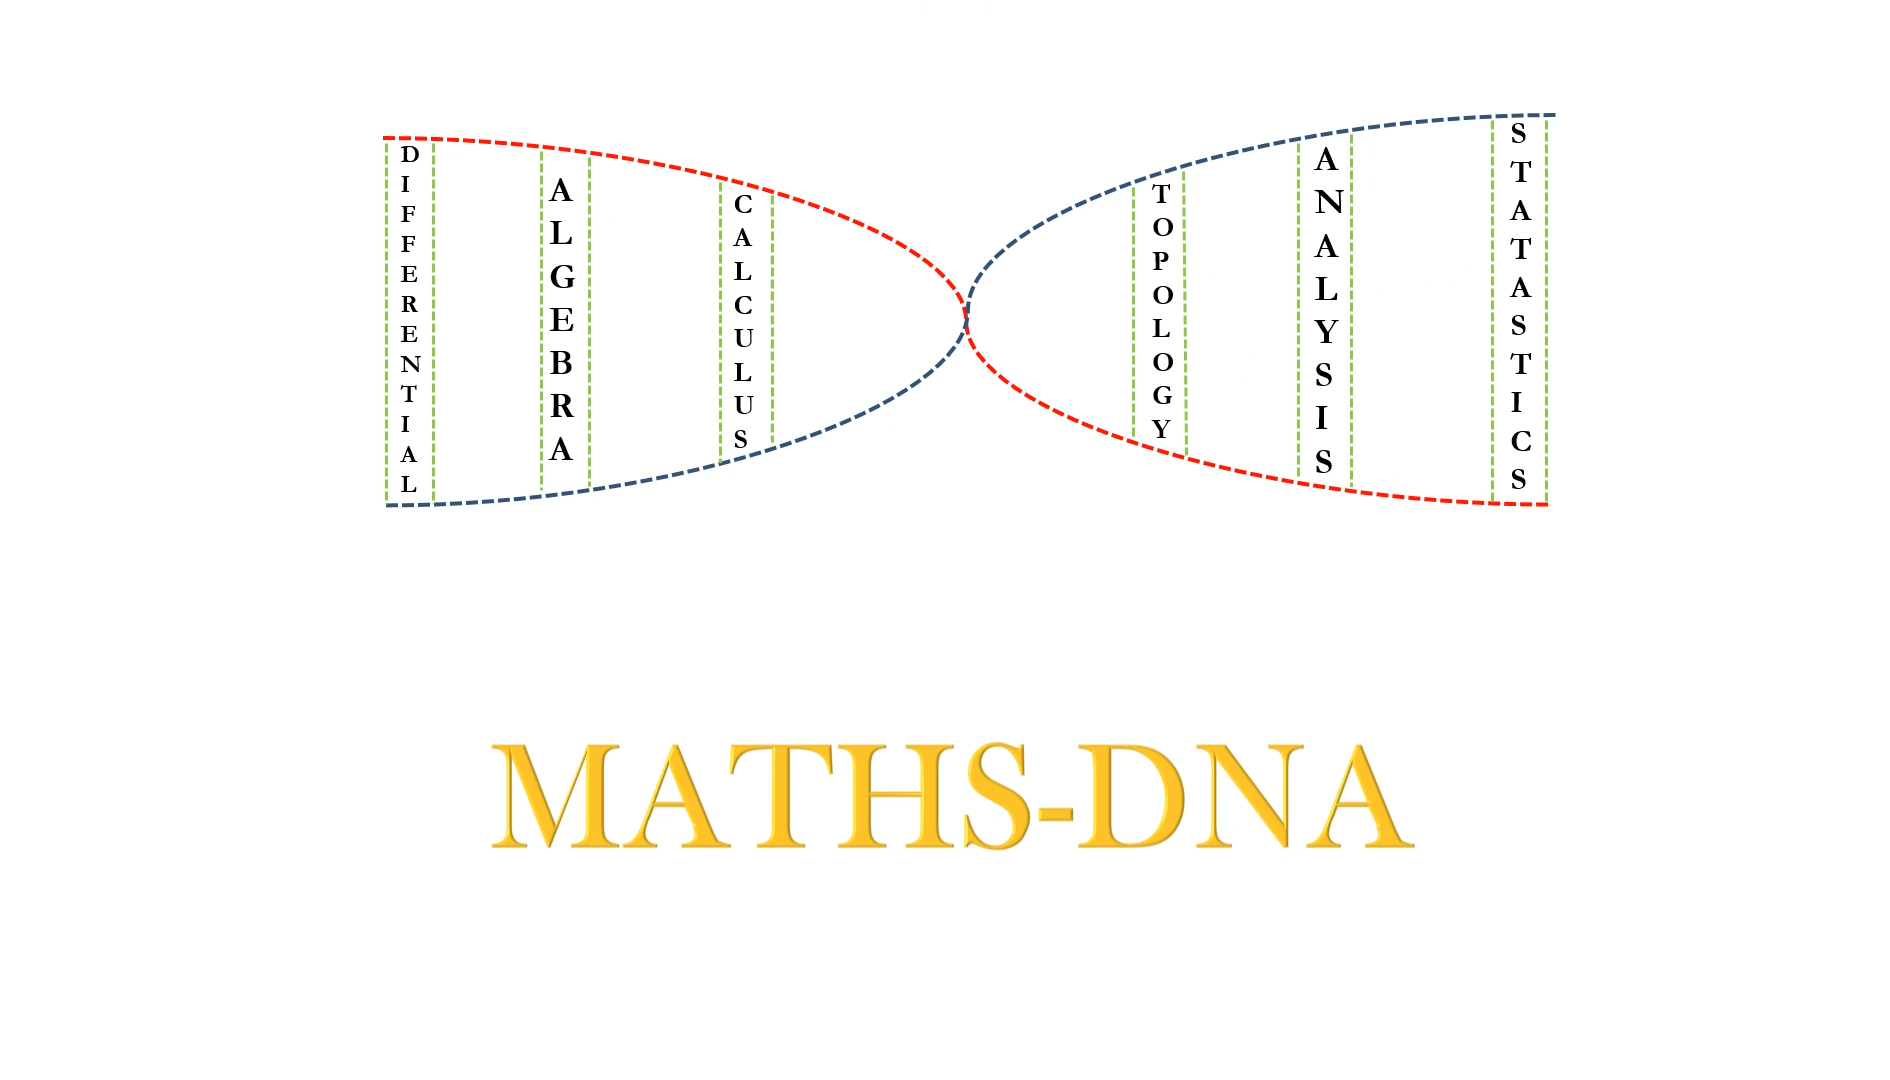 DIFFERENTIAL
ALGEBRA
CALCULUS
TOPOLOGY
ANALYSIS
STATASTICS
MATHS-DNA